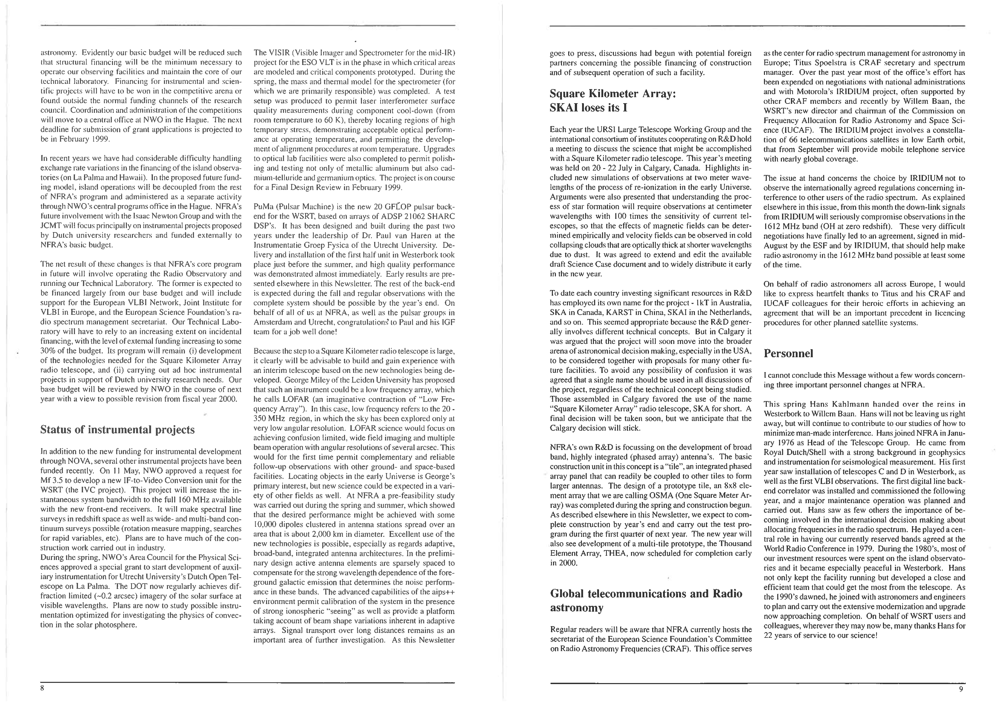 astronomy. Evidently our basic budget will be reduced such
that structural financing will be the minimum necessary to
operate our observing facilities and maintain the core of our
technical laboratory. Financing for instrumental and scien-
tific projects will have to be won in the competitive arena or
found outside the normal funding channels of the research
council. Coordination and administration of the competitions
will move to a central office at NWO in the Hague. The next
deadline for submission of grant applications is projected to
be in February 1999.
In recent years we have had considerable difficulty handling
exchange rate variations in the financing of the island observa-
tories (on La Palma and Hawaii). In the proposed future fund-
ing model, island operations will be decoupled from the rest
of NFRA's program and administered as a separate activity
through NWO's central programs office in the Hague. NFRA's
future involvement with the Isaac Newton Group and with the
JCMT will focus principally on instrumental projects proposed
by Dutch university researchers and funded externally to
NFRA's basic budget.
The net result of these changes is that NFRA's core program
in future will involve operating the Radio Observatory and
running our Technical Laboratory. The former is expected to
be financed largely from our base budget and will include
support for the European VLBI Network, Joint Institute for
VLBI in Europe, and the European Science Foundation's ra-
dio spectrum management secretariat. Our Technical Labo-
ratory will have to rely to an increasing extent on incidental
financing, with the level of external funding increasing to some
30% of the budget. Its program will remain (i) development
of the technologies needed for the Square Kilometer Array
radio telescope, and (ii) carrying out ad hoc instrumental
projects in support of Dutch university research needs. Our
base budget will be reviewed by NWO in the course of next
year with a view to possible revision from fiscal year 2000.
Status of instrumental projects
In addition to the new funding for instrumental development
through NOVA, several other instrumental projects have been
funded recently. On 11 May, NWO approved a request for
Mf 3.5 to develop a new IF-to-Video Conversion unit for the
WSRT (the IVC project). This project will increase the in-
stantaneous system bandwidth to the full 160 MHz available
with the new front-end receivers. It will make spectral line
surveys in redshift space as well as wide- and multi-band con-
tinuum surveys possible (rotation measure mapping, searches
for rapid variables, etc). Plans are to have much of the con-
struction work carried out in industry.
During the spring, NWO's Area Council for the Physical Sci-
ences approved a special grant to start development of auxil-
iary instrumentation for Utrecht University's Dutch Open Tel-
escope on La Palma. The DOT now regularly achieves dif-
fraction limited (~0.2 arcsec) imagery of the solar surface at
visible wavelengths. Plans are now to study possible instru-
mentation optimized for investigating the physics of convec-
tion in the solar photosphere.
The VISIR (Visible Imager and Spectrometer for the mid-IR)
project for the ESO VLT is in the phase in which critical areas
are modeled and critical components prototyped. During the
spring, the mass and thermal model for the spectrometer (for
which we are primarily responsible) was completed. A test
setup was produced to permit laser interferometer surface
quality measurements during component cool-down (from
room temperature to 60 K), thereby locating regions of high
temporary stress, demonstrating acceptable optical perform-
ance at operating temperature, and permitting the develop-
ment of alignment procedures at room temperature. Upgrades
to optical lab facilities were also completed to permit polish-
ing and testing not only of metallic aluminum but also cad-
mium-telluride and germanium optics. The project is on course
for a Final Design Review in February 1999.
PuMa (Pulsar Machine) is the new 20 GFLOP pulsar back-
end for the WSRT, based on arrays of ADSP 21062 SHARC
DSP's. It has been designed and built during the past two
years under the leadership of Dr. Paul van Haren at the
Instrumentatie Groep Fysica of the Utrecht University. De-
livery and installation of the first half unit in Westerbork took
place just before the summer, and high quality performance
was demonstrated almost immediately. Early results are pre-
sented elsewhere in this Newsletter. The rest of the back-end
is expected during the fall and regular observations with the
complete system should be possible by the year's end. On
behalf of all of us at NFRA, as well as the pulsar groups in
Amsterdam and Utrecht, congratulations to Paul and his IGF
team for a job well done!
Because the step to a Square Kilometer radio telescope is large,
it clearly will be advisable to build and gain experience with
an interim telescope based on the new technologies being de-
veloped. George Miley of the Leiden University has proposed
that such an instrument could be a low frequency array, which
he calls LOFAR (an imaginative contraction of "Low Fre-
quency Array"). In this case, low frequency refers to the 20 -
350 MHz region, in which the sky has been explored only at
very low angular resolution. LOFAR science would focus on
achieving confusion limited, wide field imaging and multiple
beam operation with angular resolutions of several arcsec. This
would for the first time permit complementary and reliable
follow-up observations with other ground- and space-based
facilities. Locating objects in the early Universe is George's
primary interest, but new science could be expected in a vari-
ety of other fields as well. At NFRA a pre-feasibility study
was carried out during the spring and summer, which showed
that the desired performance might be achieved with some
10,000 dipoles clustered in antenna stations spread over an
area that is about 2,000 km in diameter. Excellent use of the
new technologies is possible, especially as regards adaptive,
broad-band, integrated antenna architectures. In the prelimi-
nary design active antenna elements are sparsely spaced to
compensate for the strong wavelength dependence of the fore-
ground galactic emission that determines the noise perform-
ance in these bands. The advanced capabilities of the aips++
environment permit calibration of the system in the presence
of strong ionospheric "seeing" as well as provide a platform
taking account of beam shape variations inherent in adaptive
arrays. Signal transport over long distances remains as an
important area of further investigation. As this Newsletter
8
goes to press, discussions had begun with potential foreign
partners concerning the possible financing of construction
and of subsequent operation of such a facility.
Square Kilometer Array:
SKAI loses its I
Each year the URSI Large Telescope Working Group and the
international consortium of institutes cooperating on R&D hold
a meeting to discuss the science that might be accomplished
with a Square Kilometer radio telescope. This year's meeting
was held on 20 - 22 July in Calgary, Canada. Highlights in-
cluded new simulations of observations at two meter wave-
lengths of the process of re-ionization in the early Universe.
Arguments were also presented that understanding the proc-
ess of star formation will require observations at centimeter
wavelengths with 100 times the sensitivity of current tel-
escopes, so that the effects of magnetic fields can be deter-
mined empirically and velocity fields can be observed in cold
collapsing clouds that are optically thick at shorter wavelengths
due to dust. It was agreed to extend and edit the available
draft Science Case document and to widely distribute it early
in the new year.
To date each country investing significant resources in R&D
has employed its own name for the project - 1kT in Australia,
SKA in Canada, KARST in China, SKAI in the Netherlands,
and so on. This seemed appropriate because the R&D gener-
ally involves different technical concepts. But in Calgary it
was argued that the project will soon move into the broader
arena of astronomical decision making, especially in the USA,
to be considered together with proposals for many other fu-
ture facilities. To avoid any possibility of confusion it was
agreed that a single name should be used in all discussions of
the project, regardless of the technical concept being studied.
Those assembled in Calgary favored the use of the name
"Square Kilometer Array" radio telescope, SKA for short. A
final decision will be taken soon, but we anticipate that the
Calgary decision will stick.
NFRA's own R&D is focussing on the development of broad
band, highly integrated (phased array) antenna's. The basic
construction unit in this concept is a "tile", an integrated phased
array panel that can readily be coupled to other tiles to form
larger antennas. The design of a prototype tile, an 8x8 ele-
ment array that we are calling OSMA (One Square Meter Ar-
ray) was completed during the spring and construction begun.
As described elsewhere in this Newsletter, we expect to com-
plete construction by year's end and carry out the test pro-
gram during the first quarter of next year. The new year will
also see development of a multi-tile prototype, the Thousand
Element Array, THEA, now scheduled for completion early
in 2000.
Global telecommunications and Radio
astronomy
Regular readers will be aware that NFRA currently hosts the
secretariat of the European Science Foundation's Committee
on Radio Astronomy Frequencies (CRAF). This office serves
as the center for radio spectrum management for astronomy in
Europe; Titus Spoelstra is CRAF secretary and spectrum
manager. Over the past year most of the office's effort has
been expended on negotiations with national administrations
and with Motorola's IRIDIUM project, often supported by
other CRAF members and recently by Willem Baan, the
WSRT's new director and chairman of the Commission on
Frequency Allocation for Radio Astronomy and Space Sci-
ence (IUCAF). The IRIDIUM project involves a constella-
tion of 66 telecommunications satellites in low Earth orbit,
that from September will provide mobile telephone service
with nearly global coverage.
The issue at hand concerns the choice by IRIDIUM not to
observe the internationally agreed regulations concerning in-
terference to other users of the radio spectrum. As explained
elsewhere in this issue, from this month the down-link signals
from IRIDIUM will seriously compromise observations in the
1612 MHz band (OH at zero redshift). These very difficult
negotiations have finally led to an agreement, signed in mid-
August by the ESF and by IRIDIUM, that should help make
radio astronomy in the 1612 MHz band possible at least some
of the time.
On behalf of radio astronomers all across Europe, I would
like to express heartfelt thanks to Titus and his CRAF and
IUCAF colleagues for their heroic efforts in achieving an
agreement that will be an important precedent in licencing
procedures for other planned satellite systems.
Personnel
I cannot conclude this Message without a few words concern-
ing three important personnel changes at NFRA.
This spring Hans Kahlmann handed over the reins in
Westerbork to Willem Baan. Hans will not be leaving us right
away, but will continue to contribute to our studies of how to
minimize man-made interference. Hans joined NFRA in Janu-
ary 1976 as Head of the Telescope Group. He came from
Royal Dutch/Shell with a strong background in geophysics
and instrumentation for seismological measurement. His first
year saw installation of telescopes C and D in Westerbork, as
well as the first VLBI observations. The first digital line back-
end correlator was installed and commissioned the following
year, and a major maintenance operation was planned and
carried out. Hans saw as few others the importance of be-
coming involved in the international decision making about
allocating frequencies in the radio spectrum. He played a cen-
tral role in having our currently reserved bands agreed at the
World Radio Conference in 1979. During the 1980's, most of
our investment resources were spent on the island observato-
ries and it became especially peaceful in Westerbork. Hans
not only kept the facility running but developed a close and
efficient team that could get the most from the telescope. As
the 1990's dawned, he joined with astronomers and engineers
to plan and carry out the extensive modernization and upgrade
now approaching completion. On behalf of WSRT users and
colleagues, wherever they may now be, many thanks Hans for
22 years of service to our science!
9